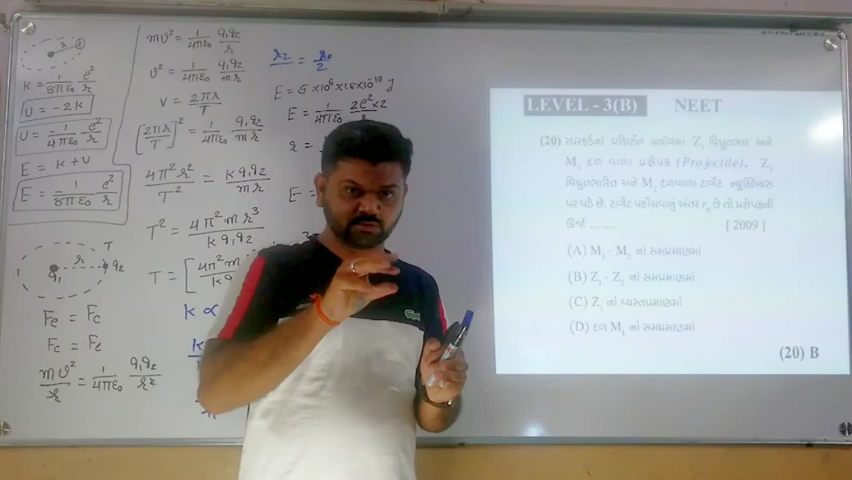 K = 1/8πε₀ e²/r
U = -2K
U = -1/4πε₀ e²/r
E = K + U
E = -1/8πε₀ e²/r
r
T
q₁
q₂
Fe = Fc
Fc = Fe
mv²/r = 1/4πε₀ q₁q₂/r²
mv² = 1/4πε₀ q₁q₂/r
v² = 1/4πε₀ q₁q₂/mr
v = 2πr/T
[2πr/T]² = 1/4πε₀ q₁q₂/mr
4π²r²/T² = kq₁q₂/mr
T² = 4π²mr³/kq₁q₂
T = [4π²m
K ∝
r₂ = r₀/2
E = 5 × 10⁶ × 1.6 × 10⁻¹⁹ J
E = 1/4πε₀ 2e² × z
r =
E =
LEVEL - 3(B) NEET
(20) રધરફર્ડનાં પ્રકિર્ણન પ્રયોગમાં Z₁ વિદ્યુતભાર અને
M₁ દળ વાળા પ્રક્ષેપક (Projectile), Z₂
વિદ્યુતભારિત અને M₂ દળવાળા ટાર્ગેટ ન્યુક્લિયસ
પર પડે છે. ટાર્ગેટ પહોંચવાનું અંતર r₀ છે તો પ્રક્ષેપકની
ઊર્જા ....... [ 2009 ]
(A) M₁ · M₂ નાં સમપ્રમાણમાં
(B) Z₁ · Z₂ નાં સમપ્રમાણમાં
(C) Z₁ નાં વ્યસ્તપ્રમાણમાં
(D) દળ M₁ નાં સમપ્રમાણમાં
(20) B